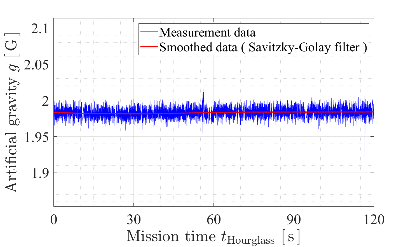 2.1
2.05
2
1.95
1.9
Artificial gravity g [G]
Measurement data
Smoothed data ( Savitzky-Golay filter )
0 30 60 90 120
Mission time tHourglass [s]